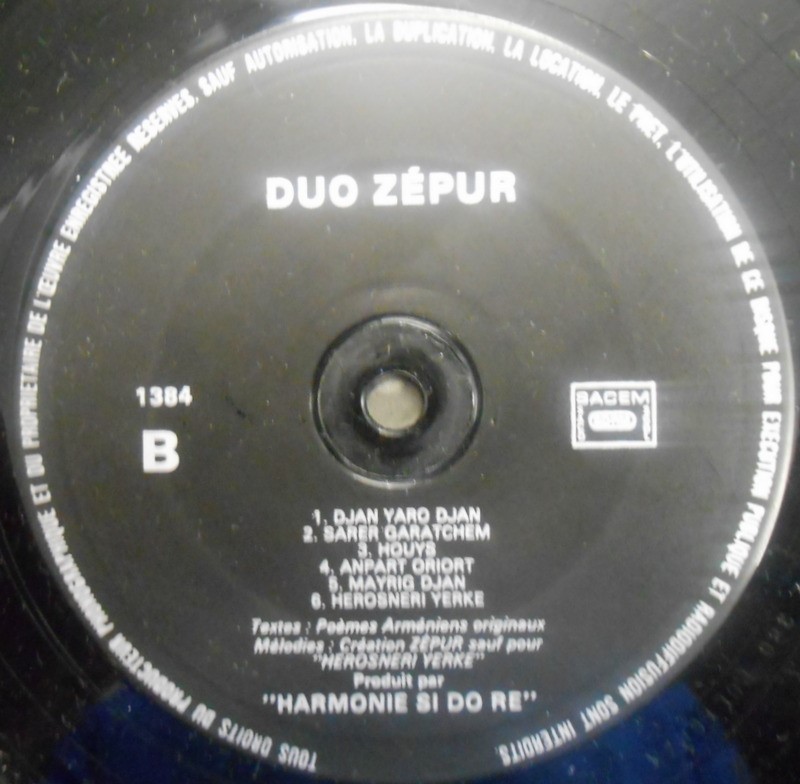 TOUS DROITS DU PRODUCTEUR PHONOGRAPHIQUE ET DU PROPRIETAIRE DE L'ŒUVRE ENREGISTREE RESERVES. SAUF AUTORISATION, LA DUPLICATION, LA LOCATION, LE PRET, L'UTILISATION DE CE DISQUE POUR EXECUTION PUBLIQUE ET RADIODIFFUSION SONT INTERDITS.
DUO ZÉPUR
1384
B
SACEM
1. DJAN YARO DJAN
2. SARER GARATCHEM
3. HOUYS
4. ANPART ORIORT
5. MAYRIG DJAN
6. HEROSNERI YERKE
Textes : Poèmes Arméniens originaux
Mélodies : Création ZÉPUR sauf pour
"HEROSNERI YERKE"
Produit par
"HARMONIE SI DO RE"